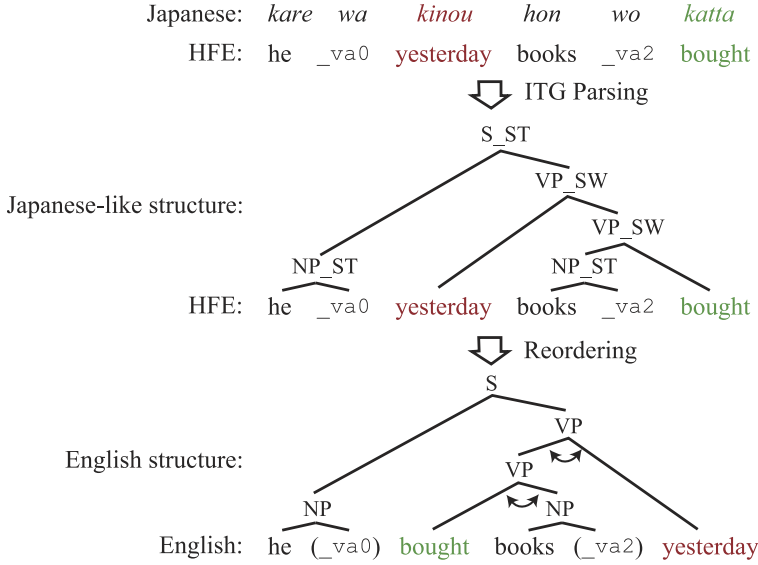 Japanese: kare wa kinou hon wo katta
HFE: he _va0 yesterday books _va2 bought
ITG Parsing
S_ST
VP_SW
Japanese-like structure:
VP_SW
NP_ST NP_ST
HFE: he _va0 yesterday books _va2 bought
Reordering
S
VP
English structure:
VP
NP NP
English: he (_va0) bought books (_va2) yesterday